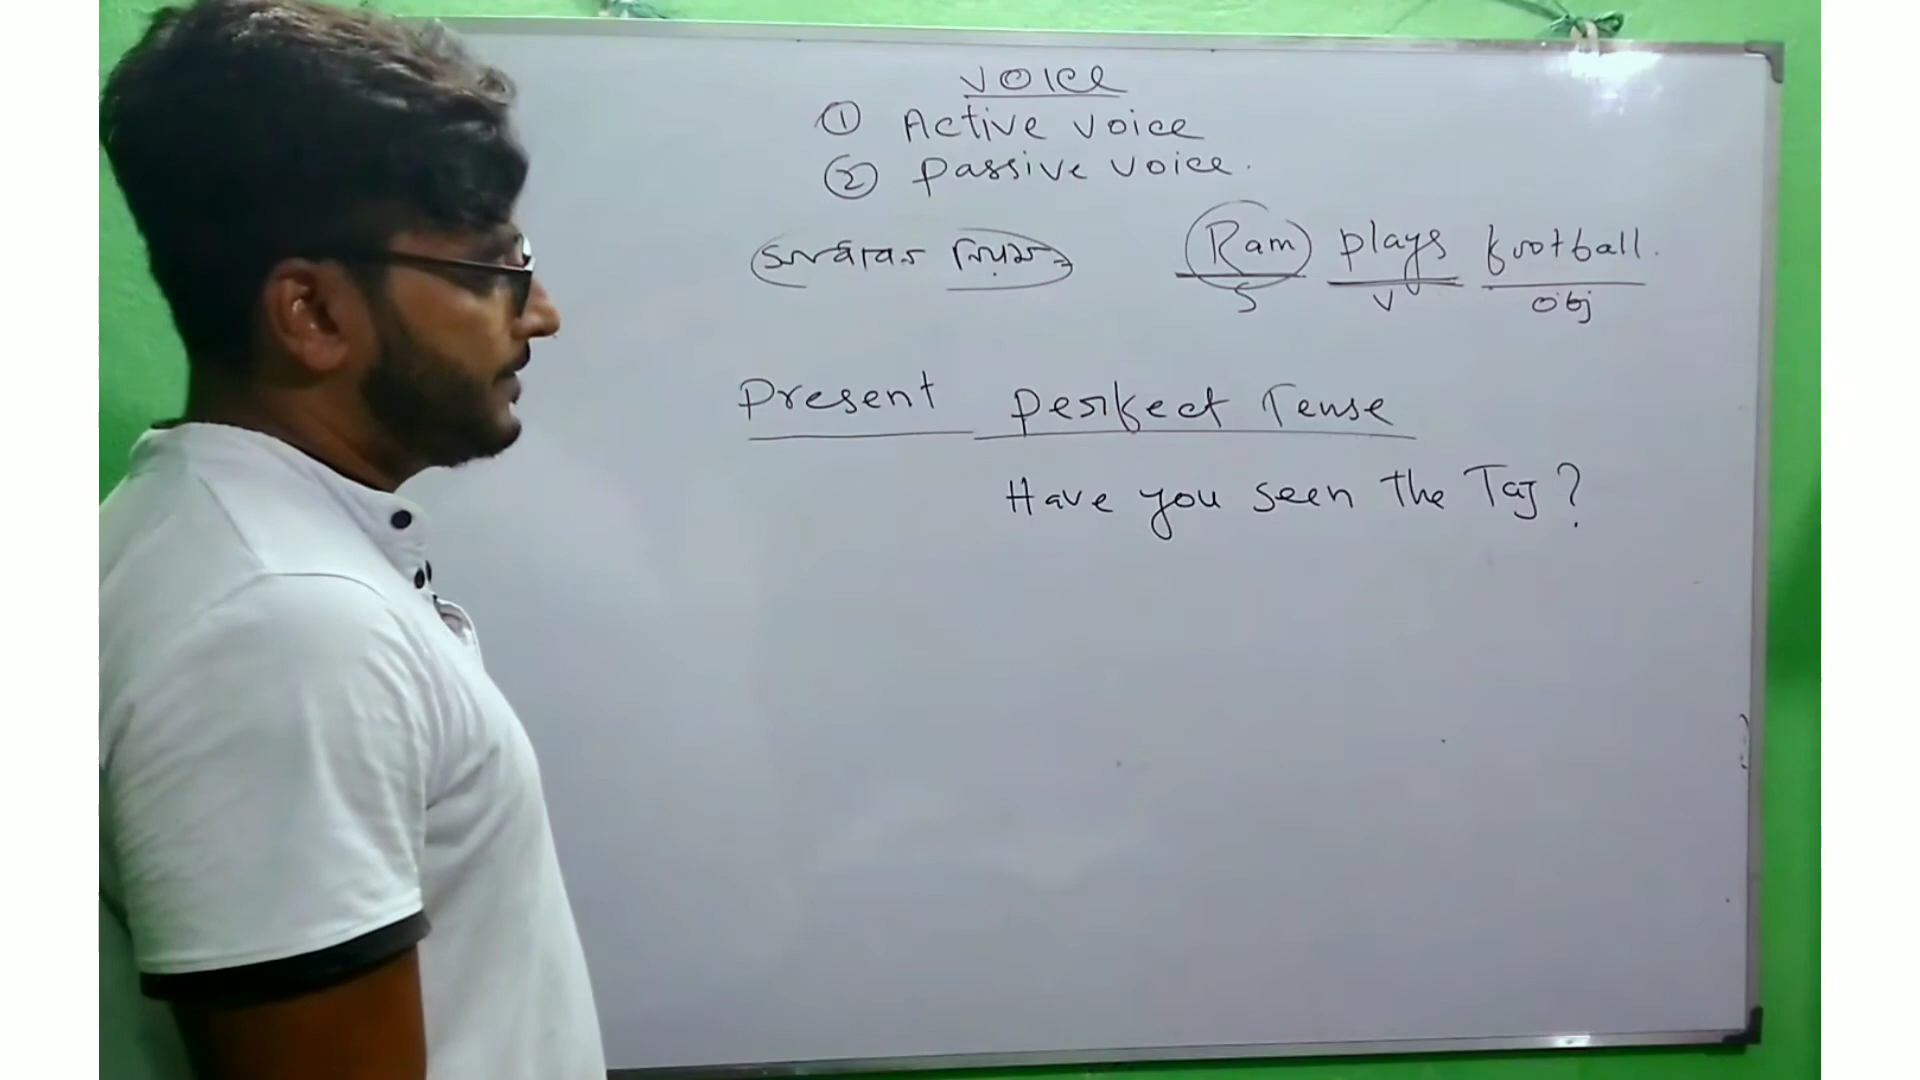 VOICE
① Active voice
② Passive voice.
Ram plays football.
S V obj
Present Perfect Tense
Have you seen the Taj?